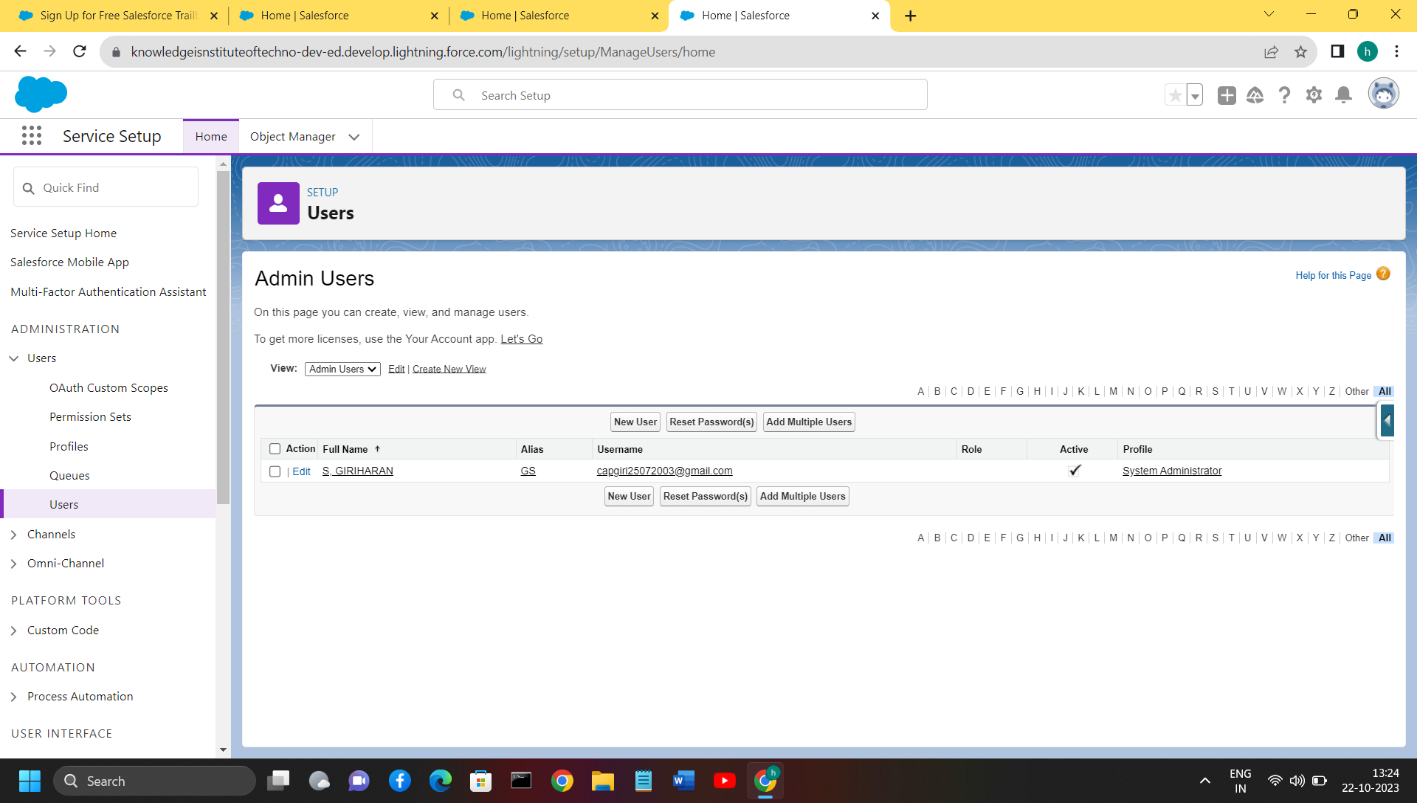 Sign Up for Free Salesforce Trail
Home | Salesforce
Home | Salesforce
Home | Salesforce
knowledgeisnstituteoftechno-dev-ed.develop.lightning.force.com/lightning/setup/ManageUsers/home
h
Search Setup
Service Setup
Home
Object Manager
Quick Find
Service Setup Home
Salesforce Mobile App
Multi-Factor Authentication Assistant
ADMINISTRATION
Users
OAuth Custom Scopes
Permission Sets
Profiles
Queues
Users
Channels
Omni-Channel
PLATFORM TOOLS
Custom Code
AUTOMATION
Process Automation
USER INTERFACE
SETUP
Users
Admin Users
Help for this Page ?
On this page you can create, view, and manage users.
To get more licenses, use the Your Account app. Let's Go
View: Admin Users Edit | Create New View
A | B | C | D | E | F | G | H | I | J | K | L | M | N | O | P | Q | R | S | T | U | V | W | X | Y | Z | Other All
New User Reset Password(s) Add Multiple Users
Action Full Name ↑ Alias Username Role Active Profile
| Edit S, GIRIHARAN GS capgiri25072003@gmail.com ✓ System Administrator
New User Reset Password(s) Add Multiple Users
A | B | C | D | E | F | G | H | I | J | K | L | M | N | O | P | Q | R | S | T | U | V | W | X | Y | Z | Other All
Search
h
ENG
IN
13:24
22-10-2023